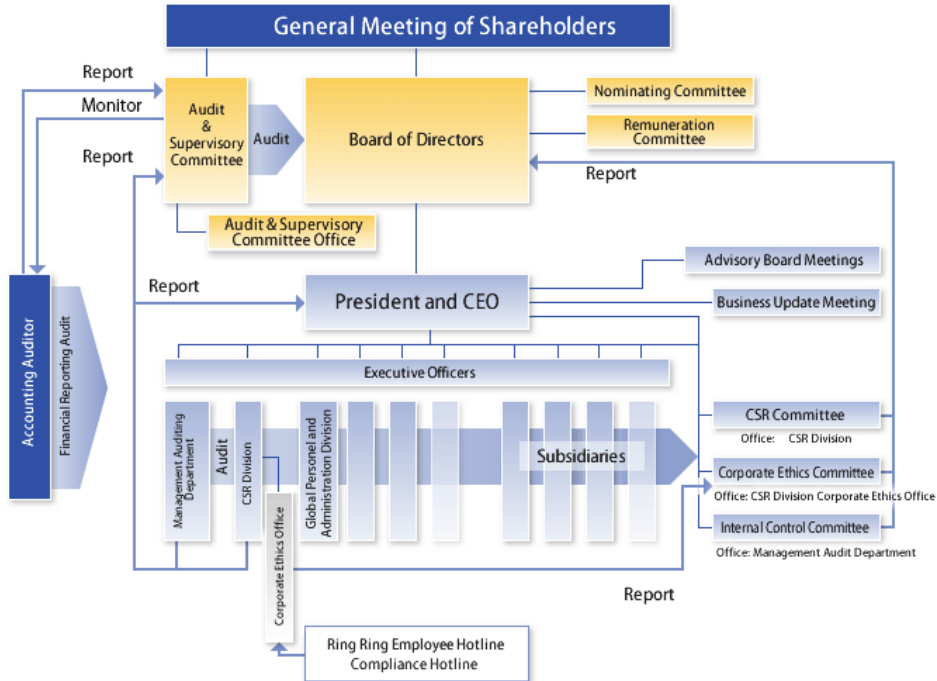 General Meeting of Shareholders
Report
Monitor
Report
Audit
&
Supervisory
Committee
Audit
Board of Directors
Nominating Committee
Remuneration
Committee
Report
Audit & Supervisory
Committee Office
Report
President and CEO
Advisory Board Meetings
Business Update Meeting
Accounting Auditor
Financial Reporting Audit
Executive Officers
Management Auditing
Department
Audit
CSR Division
Corporate Ethics Office
Global Personel and
Administration Division
Subsidiaries
CSR Committee
Office: CSR Division
Corporate Ethics Committee
Office: CSR Division Corporate Ethics Office
Internal Control Committee
Office: Management Audit Department
Report
Ring Ring Employee Hotline
Compliance Hotline